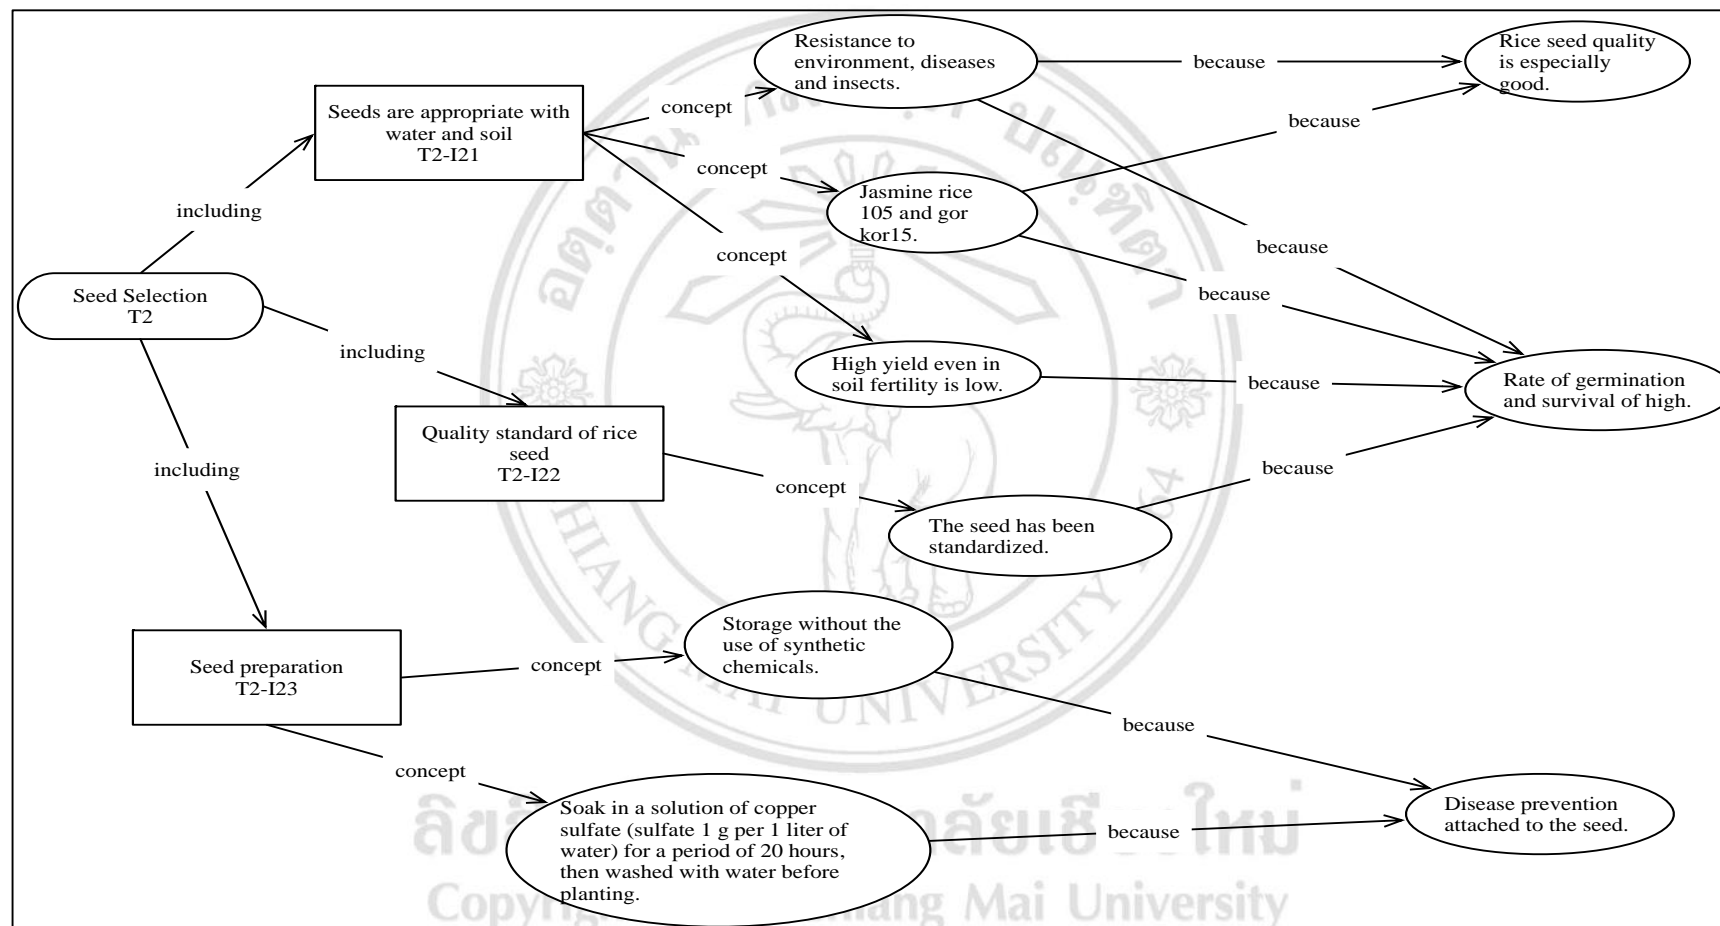 Resistance to
environment, diseases
and insects.
because
Rice seed quality
is especially
good.
Seeds are appropriate with
water and soil
T2-I21
concept
because
concept
Jasmine rice
105 and gor
kor15.
including
concept
because
because
Seed Selection
T2
including
High yield even in
soil fertility is low.
because
Rate of germination
and survival of high.
Quality standard of rice
seed
T2-I22
including
concept
because
The seed has been
standardized.
Storage without the
use of synthetic
chemicals.
Seed preparation
T2-I23
concept
because
concept
Soak in a solution of copper
sulfate (sulfate 1 g per 1 liter of
water) for a period of 20 hours,
then washed with water before
planting.
because
Disease prevention
attached to the seed.
MAI UNIVERSITY
Mai University